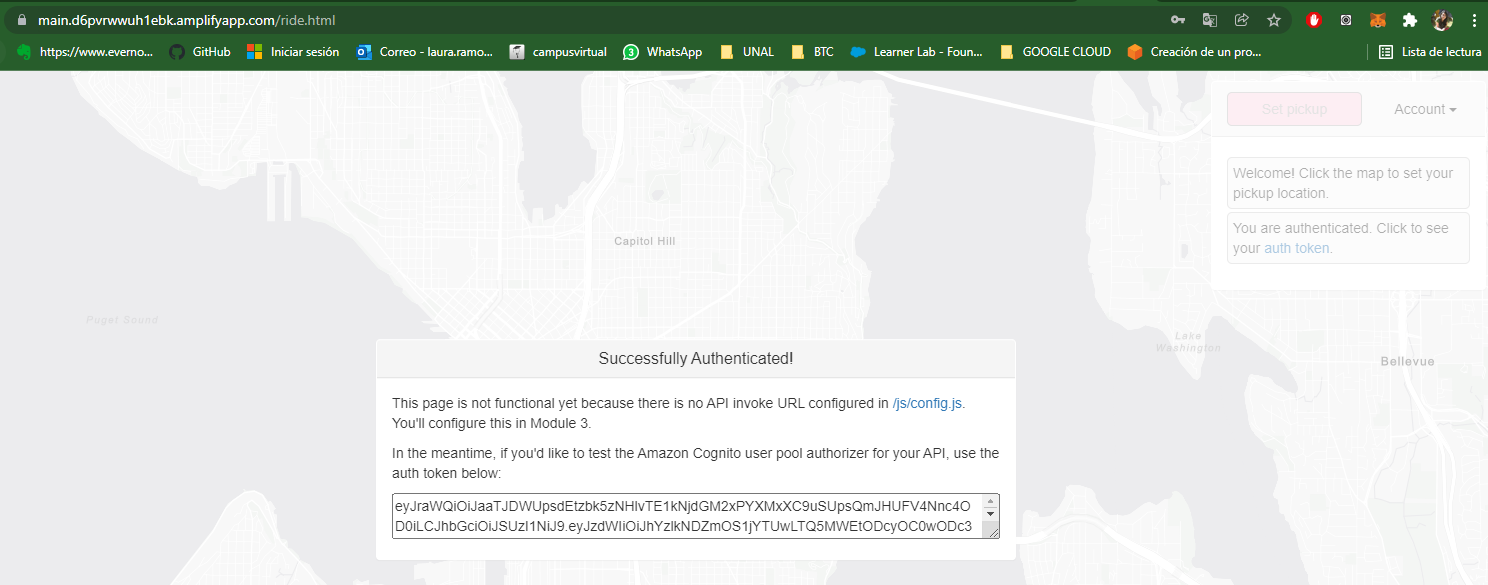 main.d6pvrwwuh1ebk.amplifyapp.com/ride.html
https://www.everno... GitHub Iniciar sesión Correo - laura.ramo... campusvirtual 3 WhatsApp UNAL BTC Learner Lab - Foun... GOOGLE CLOUD Creación de un pro... Lista de lectura
Set pickup Account
Welcome! Click the map to set your
pickup location.
You are authenticated. Click to see
your auth token.
Capitol Hill
Puget Sound
Lake
Washington
Bellevue
Successfully Authenticated!
This page is not functional yet because there is no API invoke URL configured in /js/config.js.
You'll configure this in Module 3.
In the meantime, if you'd like to test the Amazon Cognito user pool authorizer for your API, use the
auth token below:
eyJraWQiOiJaaTJDWUpsdEtzbk5zNHlvTE1kNjdGM2xPYXMxXC9uSUpsQmJHUFV4Nnc4O
D0iLCJhbGciOiJSUzI1NiJ9.eyJzdWIiOiJhYzlkNDZmOS1jYTUwLTQ5MWEtODcyOC0wODc3